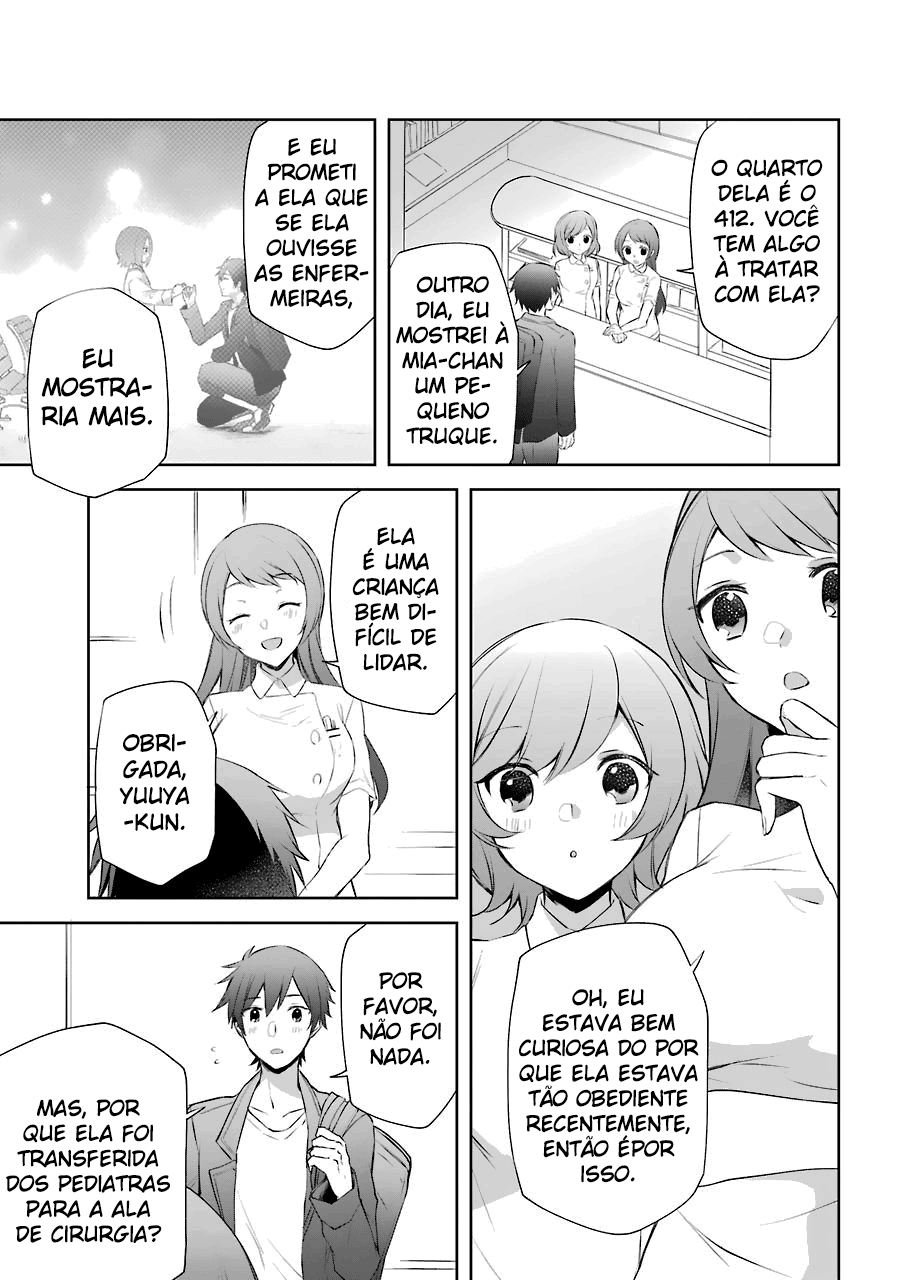 O QUARTO
DELA É O
412. VOCÊ
TEM ALGO
À TRATAR
COM ELA?
OUTRO
DIA, EU
MOSTREI À
MIA-CHAN
UM PE-
QUENO
TRUQUE.
E EU
PROMETI
A ELA QUE
SE ELA
OUVISSE
AS ENFER-
MEIRAS,
EU
MOSTRA-
RIA MAIS.
OH, EU
ESTAVA BEM
CURIOSA DO POR
QUE ELA ESTAVA
TÃO OBEDIENTE
RECENTEMENTE,
ENTÃO ÉPOR
ISSO.
ELA
É UMA
CRIANÇA
BEM DI-
FÍCIL DE
LIDAR.
OBRI-
GADA,
YUUYA
-KUN.
POR
FAVOR,
NÃO FOI
NADA.
MAS, POR
QUE ELA FOI
TRANSFERIDA
DOS PEDIATRAS
PARA A ALA
DE CIRURGIA?